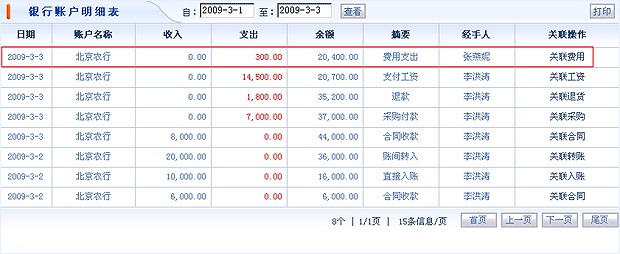 银行账户明细表 自: 2009-3-1 至: 2009-3-3 查看 打印
日期 账户名称 收入 支出 余额 摘要 经手人 关联操作
2009-3-3 北京农行 0.00 300.00 20,400.00 费用支出 张燕妮 关联费用
2009-3-3 北京农行 0.00 14,500.00 20,700.00 支付工资 李洪涛 关联工资
2009-3-3 北京农行 0.00 1,800.00 35,200.00 退款 李洪涛 关联退货
2009-3-3 北京农行 0.00 7,000.00 37,000.00 采购付款 李洪涛 关联采购
2009-3-3 北京农行 8,000.00 0.00 44,000.00 合同收款 李洪涛 关联合同
2009-3-2 北京农行 20,000.00 0.00 36,000.00 账间转入 李洪涛 关联转账
2009-3-2 北京农行 10,000.00 0.00 16,000.00 直接入账 李洪涛 关联入账
2009-3-2 北京农行 6,000.00 0.00 6,000.00 合同收款 李洪涛 关联合同
8个 | 1/1页 | 15条信息/页 首页 上一页 下一页 尾页